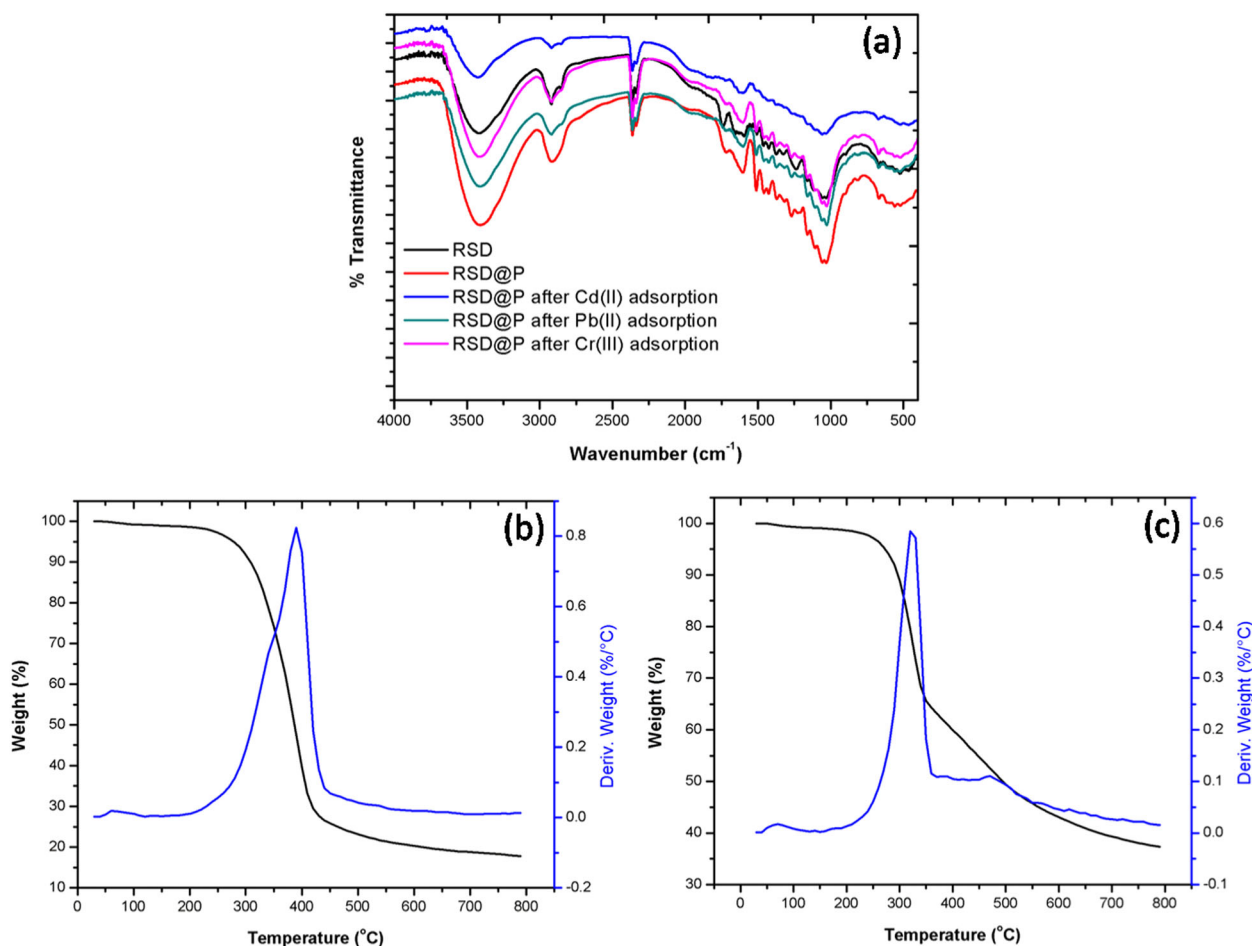 (a)
% Transmittance
RSD
RSD@P
RSD@P after Cd(II) adsorption
RSD@P after Pb(II) adsorption
RSD@P after Cr(III) adsorption
4000 3500 3000 2500 2000 1500 1000 500
Wavenumber (cm⁻¹)
(b)
Weight (%)
100
90
80
70
60
50
40
30
20
10
0 100 200 300 400 500 600 700 800
Temperature (°C)
0.8
0.6
0.4
0.2
0.0
-0.2
Deriv. Weight (%/°C)
(c)
Weight (%)
100
90
80
70
60
50
40
30
0 100 200 300 400 500 600 700 800
Temperature (°C)
0.6
0.5
0.4
0.3
0.2
0.1
0.0
-0.1
Deriv. Weight (%/°C)